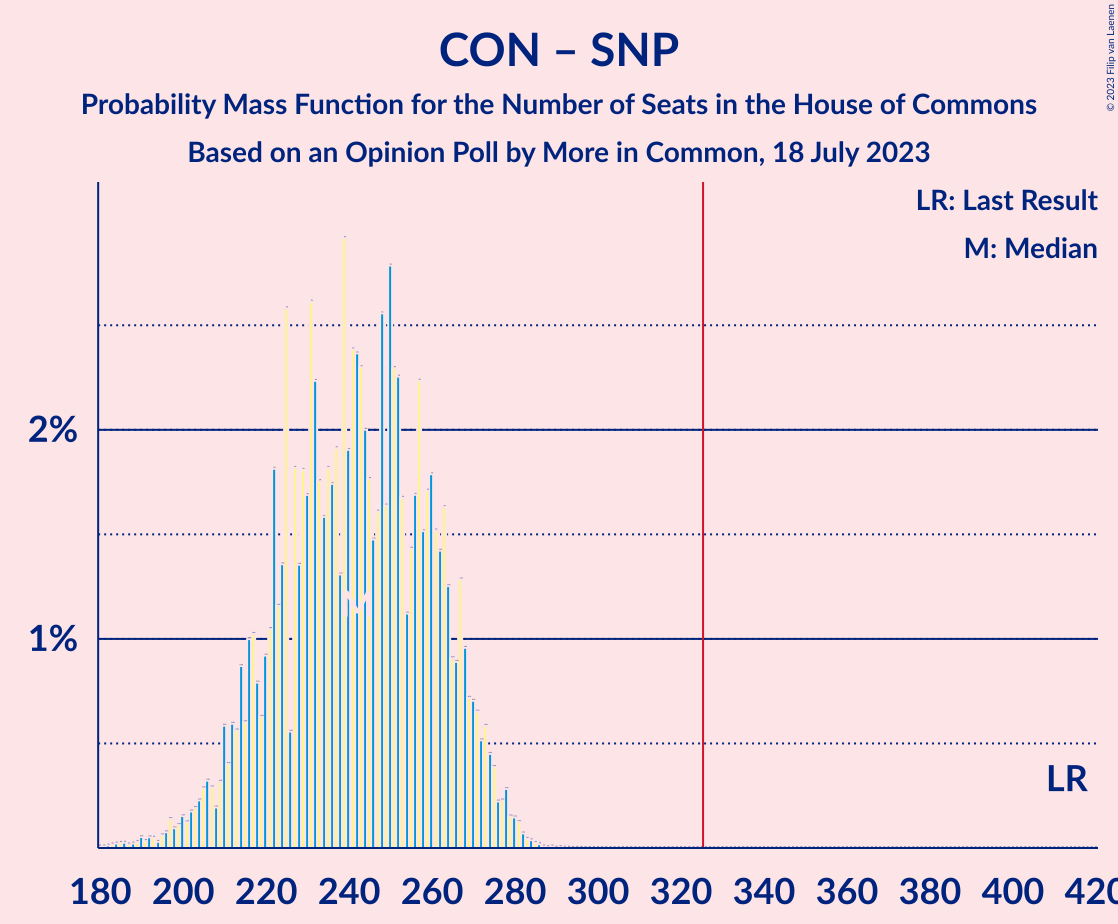 CON – SNP
Probability Mass Function for the Number of Seats in the House of Commons
Based on an Opinion Poll by More in Common, 18 July 2023
© 2023 Filip van Laenen
LR: Last Result
M: Median
2%
1%
M
LR
180 200 220 240 260 280 300 320 340 360 380 400 420